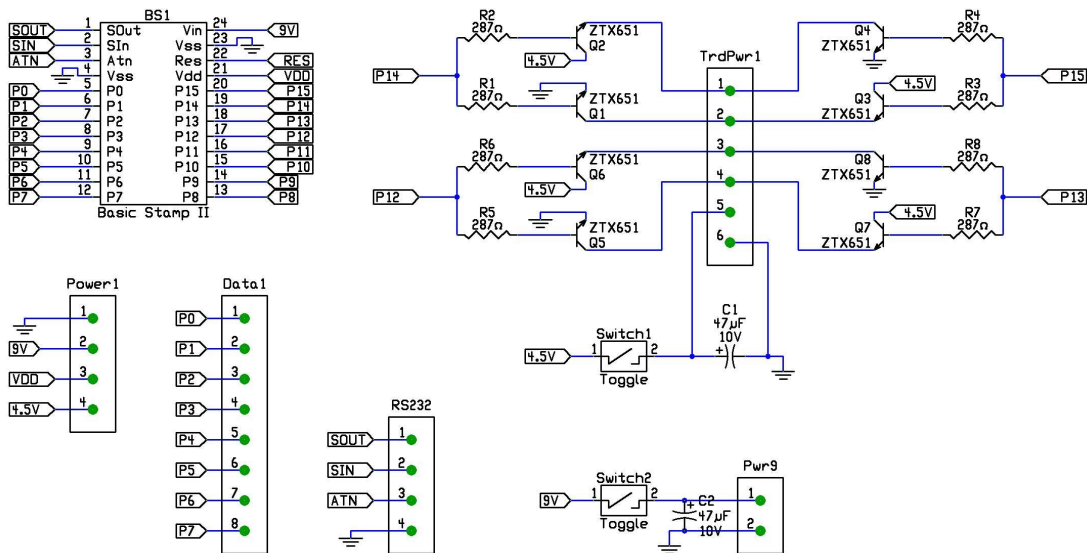 BS1
SOUT 1 SOut Vin 24 9V
SIN 2 SIn Vss 23
ATN 3 Atn Res 22 RES
4 Vss Vdd 21 VDD
P0 5 P0 P15 20 P15
P1 6 P1 P14 19 P14
P2 7 P2 P13 18 P13
P3 8 P3 P12 17 P12
P4 9 P4 P11 16 P11
P5 10 P5 P10 15 P10
P6 11 P6 P9 14 P9
P7 12 P7 P8 13 P8
Basic Stamp II
R2
287Ω
ZTX651
Q2
4.5V
P14
R1
287Ω
ZTX651
Q1
R6
287Ω
ZTX651
Q6
4.5V
P12
R5
287Ω
ZTX651
Q5
TrdPwr1
1
2
3
4
5
6
Q4
ZTX651
R4
287Ω
4.5V
Q3
ZTX651
R3
287Ω
P15
Q8
ZTX651
R8
287Ω
4.5V
Q7
ZTX651
R7
287Ω
P13
Power1
1
9V 2
VDD 3
4.5V 4
Data1
P0 1
P1 2
P2 3
P3 4
P4 5
P5 6
P6 7
P7 8
RS232
SOUT 1
SIN 2
ATN 3
4
Switch1
4.5V 1 2
Toggle
C1
47µF
10V
+
Switch2
9V 1 2
Toggle
+
C2
47µF
10V
Pwr9
1
2